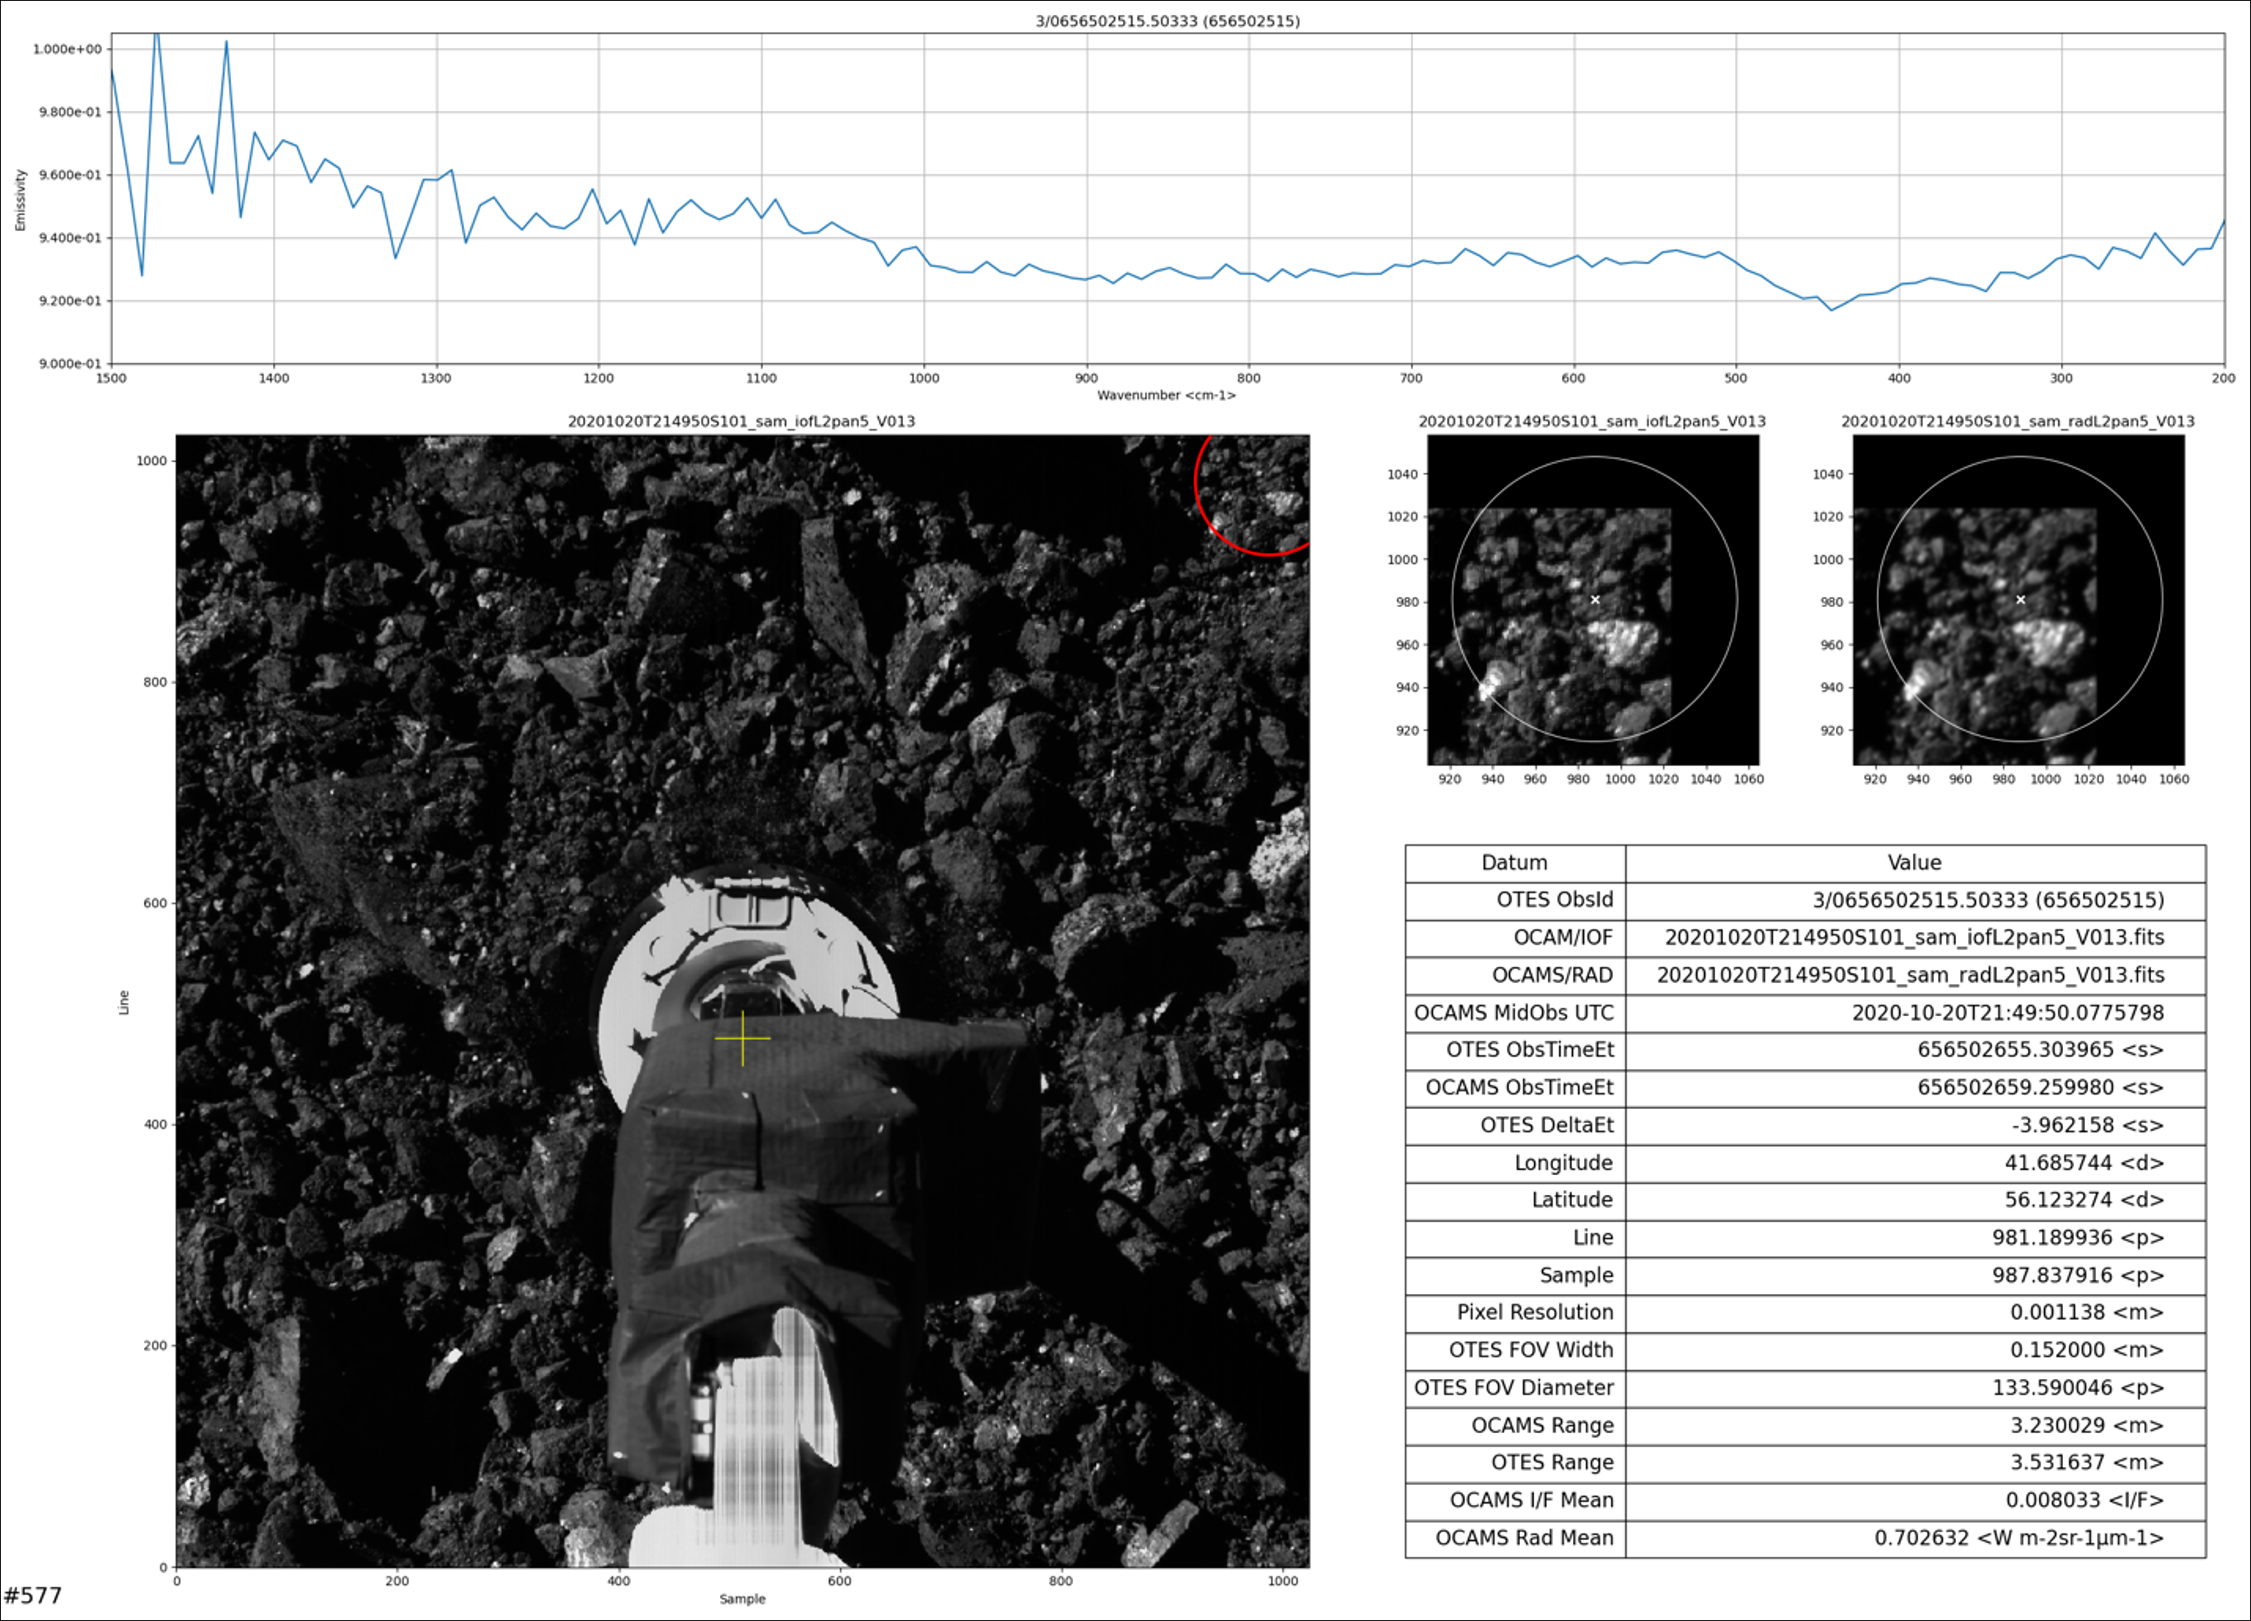 3/0656502515.50333 (656502515)
1.000e+00
9.800e-01
9.600e-01
9.400e-01
9.200e-01
9.000e-01
Emissivity
1500 1400 1300 1200 1100 1000 900 800 700 600 500 400 300 200
Wavenumber <cm-1>
20201020T214950S101_sam_iofL2pan5_V013
1000
800
600
400
200
0
Line
0 200 400 600 800 1000
Sample
20201020T214950S101_sam_iofL2pan5_V013
1040
1020
1000
980
960
940
920
920 940 960 980 1000 1020 1040 1060
20201020T214950S101_sam_radL2pan5_V013
1040
1020
1000
980
960
940
920
920 940 960 980 1000 1020 1040 1060
Datum Value
OTES ObsId 3/0656502515.50333 (656502515)
OCAM/IOF 20201020T214950S101_sam_iofL2pan5_V013.fits
OCAMS/RAD 20201020T214950S101_sam_radL2pan5_V013.fits
OCAMS MidObs UTC 2020-10-20T21:49:50.0775798
OTES ObsTimeEt 656502655.303965 <s>
OCAMS ObsTimeEt 656502659.259980 <s>
OTES DeltaEt -3.962158 <s>
Longitude 41.685744 <d>
Latitude 56.123274 <d>
Line 981.189936 <p>
Sample 987.837916 <p>
Pixel Resolution 0.001138 <m>
OTES FOV Width 0.152000 <m>
OTES FOV Diameter 133.590046 <p>
OCAMS Range 3.230029 <m>
OTES Range 3.531637 <m>
OCAMS I/F Mean 0.008033 <I/F>
OCAMS Rad Mean 0.702632 <W m-2sr-1μm-1>
#577